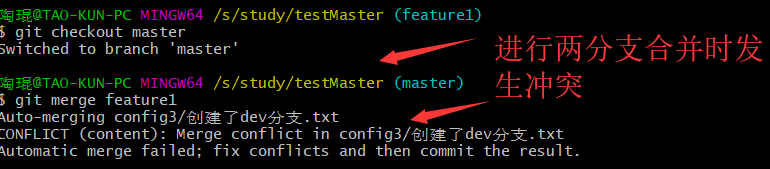 陶琨@TAO-KUN-PC MINGW64 /s/study/testMaster (feature1)
$ git checkout master
Switched to branch 'master'
进行两分支合并时发
生冲突
陶琨@TAO-KUN-PC MINGW64 /s/study/testMaster (master)
$ git merge feature1
Auto-merging config3/创建了dev分支.txt
CONFLICT (content): Merge conflict in config3/创建了dev分支.txt
Automatic merge failed; fix conflicts and then commit the result.